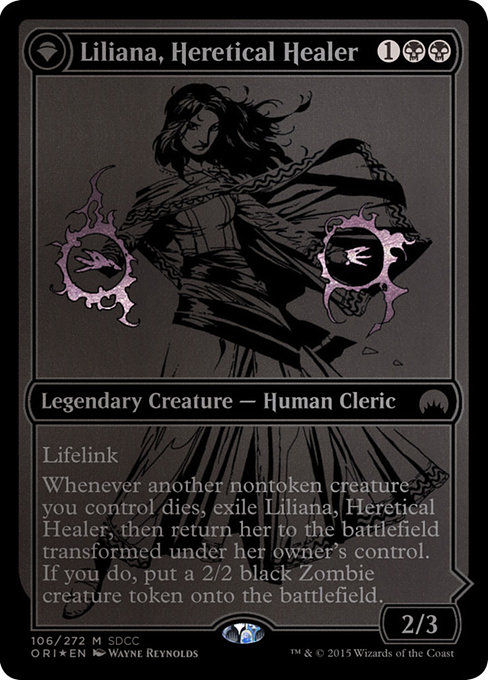 Liliana, Heretical Healer 1
Legendary Creature — Human Cleric
Lifelink
Whenever another nontoken creature
you control dies, exile Liliana, Heretical
Healer, then return her to the battlefield
transformed under her owner's control.
If you do, put a 2/2 black Zombie
creature token onto the battlefield.
2/3
106/272 M SDCC
ORI★EN Wayne Reynolds
™ & © 2015 Wizards of the Coast